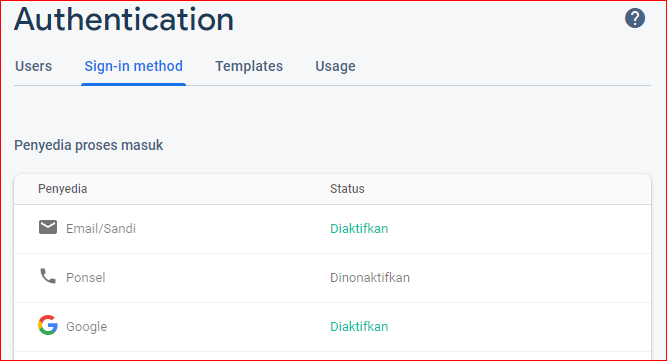 Authentication
Users Sign-in method Templates Usage
Penyedia proses masuk
Penyedia Status
Email/Sandi Diaktifkan
Ponsel Dinonaktifkan
Google Diaktifkan